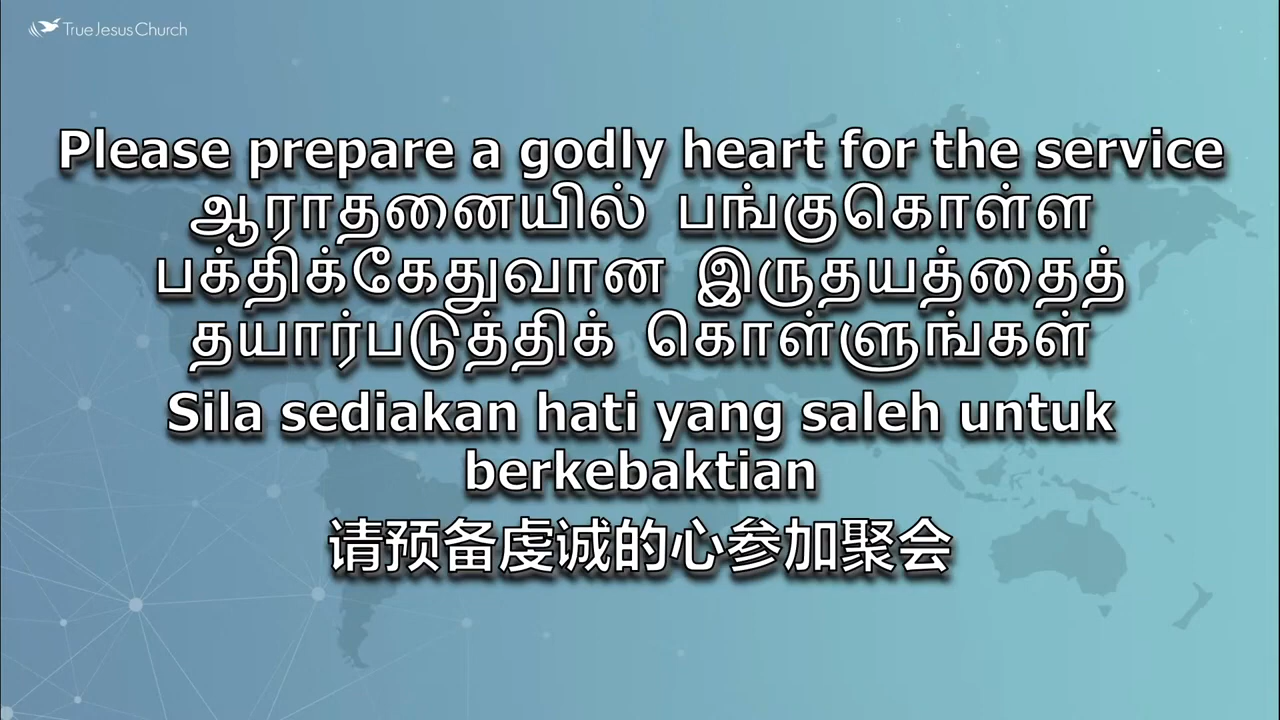 True Jesus Church
Please prepare a godly heart for the service
ஆராதனையில் பங்குகொள்ள
பக்திக்கேதுவான இருதயத்தைத்
தயார்படுத்திக் கொள்ளுங்கள்
Sila sediakan hati yang saleh untuk
berkebaktian
请预备虔诚的心参加聚会